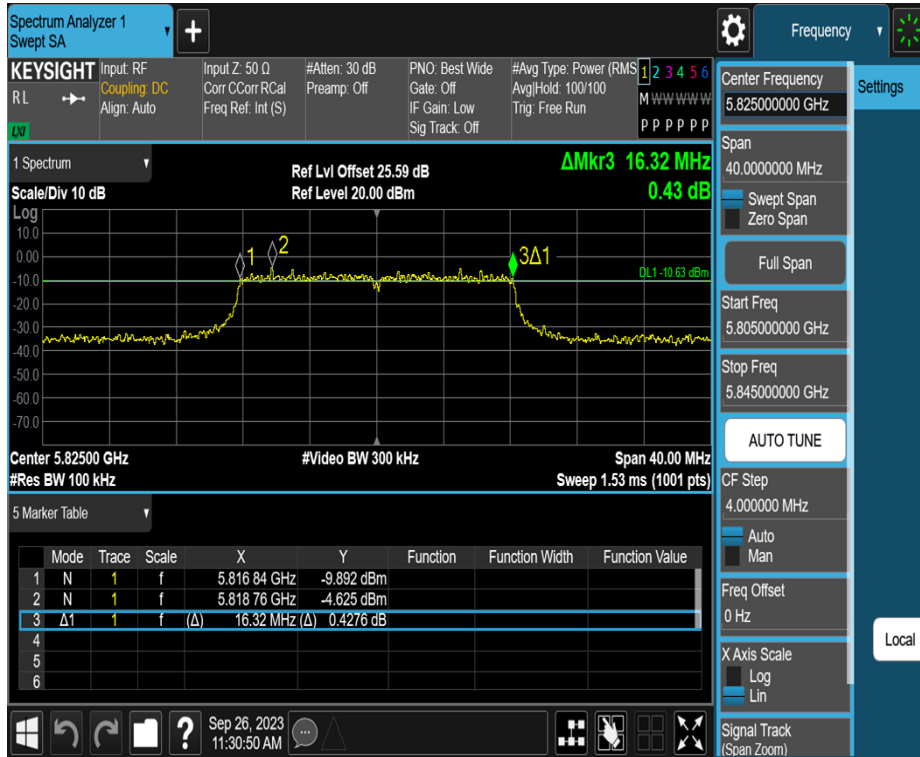 Spectrum Analyzer 1
Swept SA
+
Frequency
KEYSIGHT
R L
LXI
Input: RF
Coupling: DC
Align: Auto
Input Z: 50 Ω
Corr CCorr RCal
Freq Ref: Int (S)
#Atten: 30 dB
Preamp: Off
PNO: Best Wide
Gate: Off
IF Gain: Low
Sig Track: Off
#Avg Type: Power (RMS
Avg|Hold: 100/100
Trig: Free Run
1 2 3 4 5 6
M W W W W W
P P P P P P
1 Spectrum
Scale/Div 10 dB
Ref Lvl Offset 25.59 dB
Ref Level 20.00 dBm
ΔMkr3 16.32 MHz
0.43 dB
Log
10.0
0.00
-10.0
-20.0
-30.0
-40.0
-50.0
-60.0
-70.0
1
2
3Δ1
DL1 -10.63 dBm
Center 5.82500 GHz
#Video BW 300 kHz
Span 40.00 MHz
#Res BW 100 kHz
Sweep 1.53 ms (1001 pts)
5 Marker Table
Mode Trace Scale X Y Function Function Width Function Value
1 N 1 f 5.816 84 GHz -9.892 dBm
2 N 1 f 5.818 76 GHz -4.625 dBm
3 Δ1 1 f (Δ) 16.32 MHz (Δ) 0.4276 dB
4
5
6
?
Sep 26, 2023
11:30:50 AM
Center Frequency
5.825000000 GHz
Span
40.0000000 MHz
Swept Span
Zero Span
Full Span
Start Freq
5.805000000 GHz
Stop Freq
5.845000000 GHz
AUTO TUNE
CF Step
4.000000 MHz
Auto
Man
Freq Offset
0 Hz
X Axis Scale
Log
Lin
Signal Track
(Span Zoom)
Settings
Local